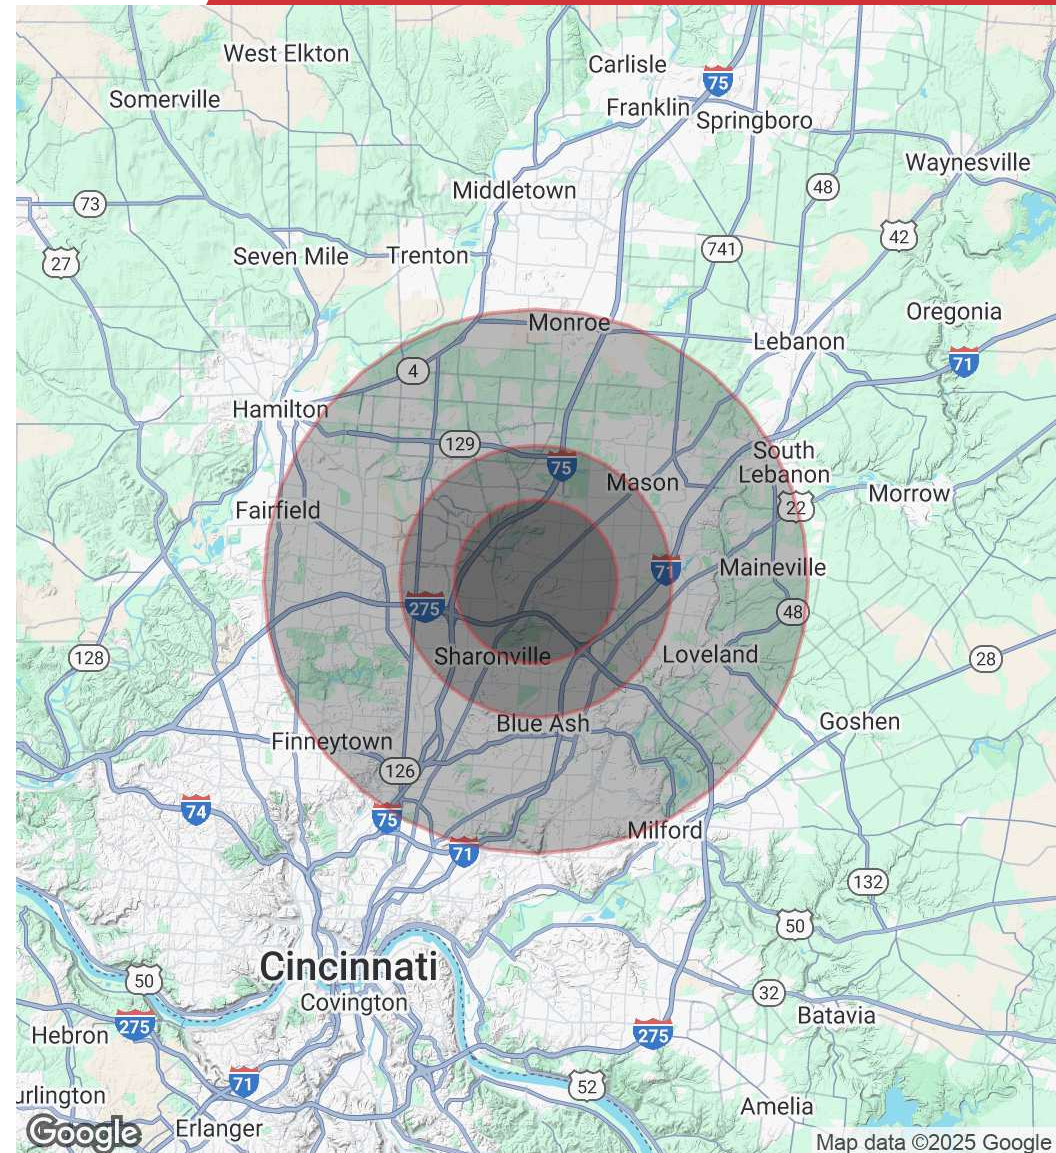 West Elkton
Carlisle
75
Somerville
Franklin
Springboro
Waynesville
Middletown
48
73
42
741
27
Seven Mile
Trenton
Oregonia
Monroe
Lebanon
71
4
Hamilton
129
South
Lebanon
75
Mason
Morrow
22
Fairfield
71
Maineville
275
48
128
Sharonville
Loveland
28
Blue Ash
Goshen
Finneytown
126
74
75
Milford
71
132
50
Cincinnati
50
32
Covington
Batavia
275
Hebron
275
71
52
urlington
Amelia
Erlanger
Google
Map data ©2025 Google